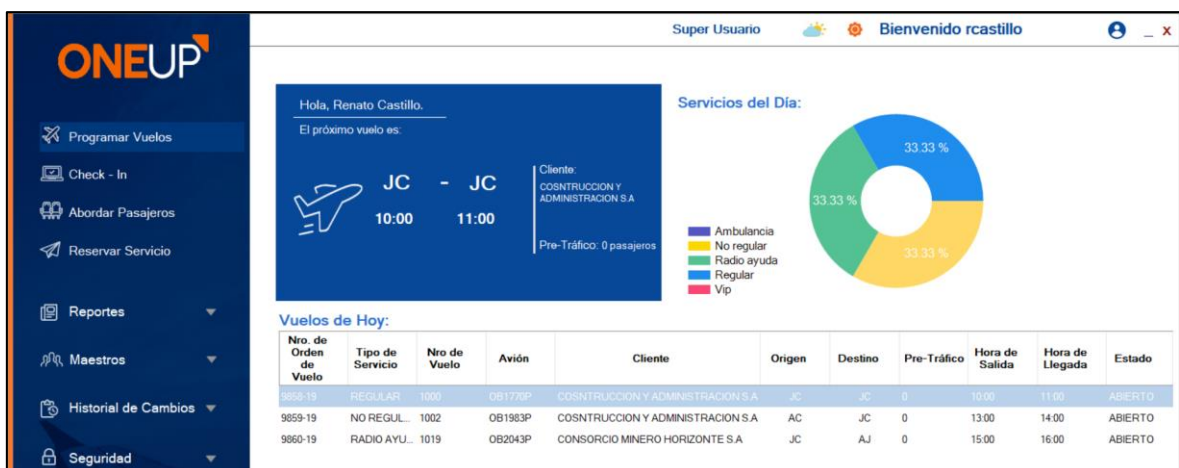 ONEUP
Super Usuario
Bienvenido rcastillo
_ x
Programar Vuelos
Check - In
Abordar Pasajeros
Reservar Servicio
Reportes
Maestros
Historial de Cambios
Seguridad
Hola, Renato Castillo.
El próximo vuelo es:
JC - JC
10:00 11:00
Cliente:
COSNTRUCCION Y
ADMINISTRACION S.A
Pre-Tráfico: 0 pasajeros
Servicios del Día:
33.33 %
33.33 %
33.33 %
Ambulancia
No regular
Radio ayuda
Regular
Vip
Vuelos de Hoy:
Nro. de Orden de Vuelo Tipo de Servicio Nro de Vuelo Avión Cliente Origen Destino Pre-Tráfico Hora de Salida Hora de Llegada Estado
9858-19 REGULAR 1000 OB1770P COSNTRUCCION Y ADMINISTRACION S.A JC JC 0 10:00 11:00 ABIERTO
9859-19 NO REGUL... 1002 OB1983P COSNTRUCCION Y ADMINISTRACION S.A AC JC 0 13:00 14:00 ABIERTO
9860-19 RADIO AYU... 1019 OB2043P CONSORCIO MINERO HORIZONTE S.A JC AJ 0 15:00 16:00 ABIERTO